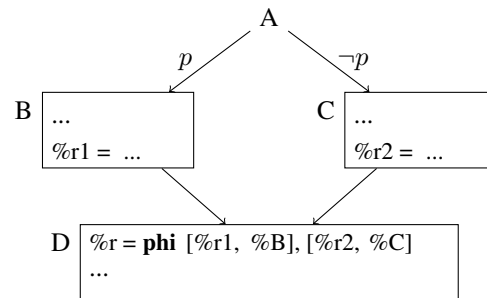 A
p
¬p
B
...
%r1 = ...
C
...
%r2 = ...
D
%r = phi [%r1, %B], [%r2, %C]
...